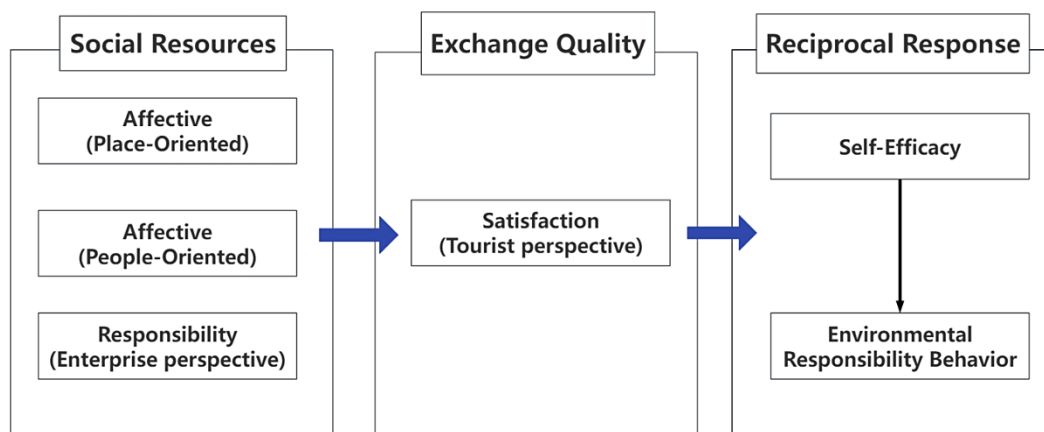 Social Resources
Affective
(Place-Oriented)
Affective
(People-Oriented)
Responsibility
(Enterprise perspective)
Exchange Quality
Satisfaction
(Tourist perspective)
Reciprocal Response
Self-Efficacy
Environmental
Responsibility Behavior